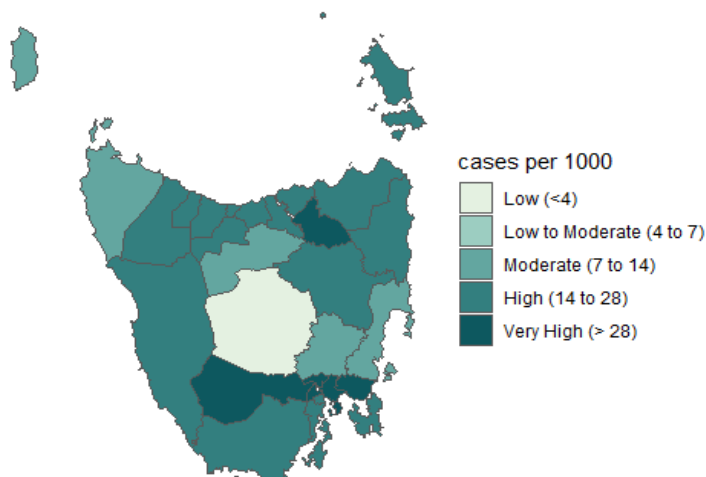 cases per 1000
Low (<4)
Low to Moderate (4 to 7)
Moderate (7 to 14)
High (14 to 28)
Very High (> 28)